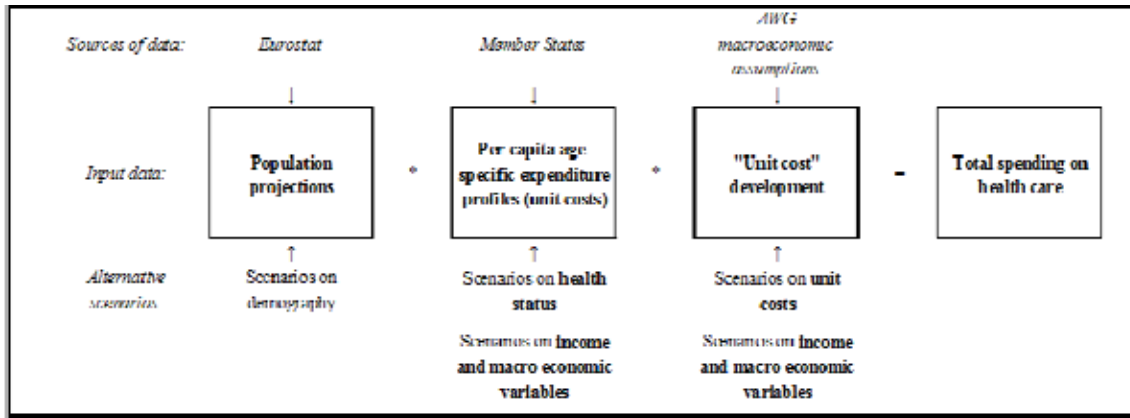 Sources of data:
Eurostat
Member States
AWG
macroeconomic
assumptions
↓
↓
↓
Input data:
Population
projections
*
Per capita age
specific expenditure
profiles (unit costs)
*
"Unit cost"
development
=
Total spending on
health care
↑
↑
↑
Alternative
scenarios
Scenarios on
demography
Scenarios on health
status
Scenarios on income
and macro economic
variables
Scenarios on unit
costs
Scenarios on income
and macro economic
variables